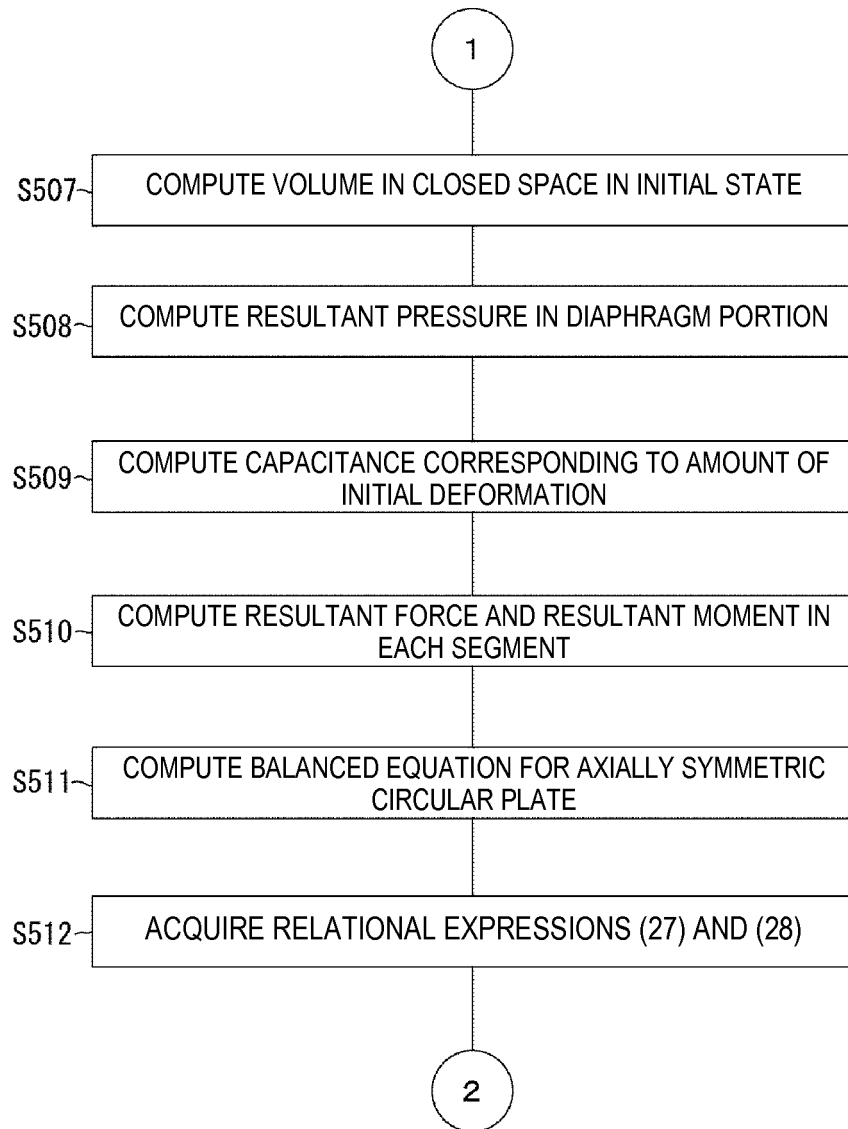 1
S507
COMPUTE VOLUME IN CLOSED SPACE IN INITIAL STATE
S508
COMPUTE RESULTANT PRESSURE IN DIAPHRAGM PORTION
S509
COMPUTE CAPACITANCE CORRESPONDING TO AMOUNT OF
INITIAL DEFORMATION
S510
COMPUTE RESULTANT FORCE AND RESULTANT MOMENT IN
EACH SEGMENT
S511
COMPUTE BALANCED EQUATION FOR AXIALLY SYMMETRIC
CIRCULAR PLATE
S512
ACQUIRE RELATIONAL EXPRESSIONS (27) AND (28)
2